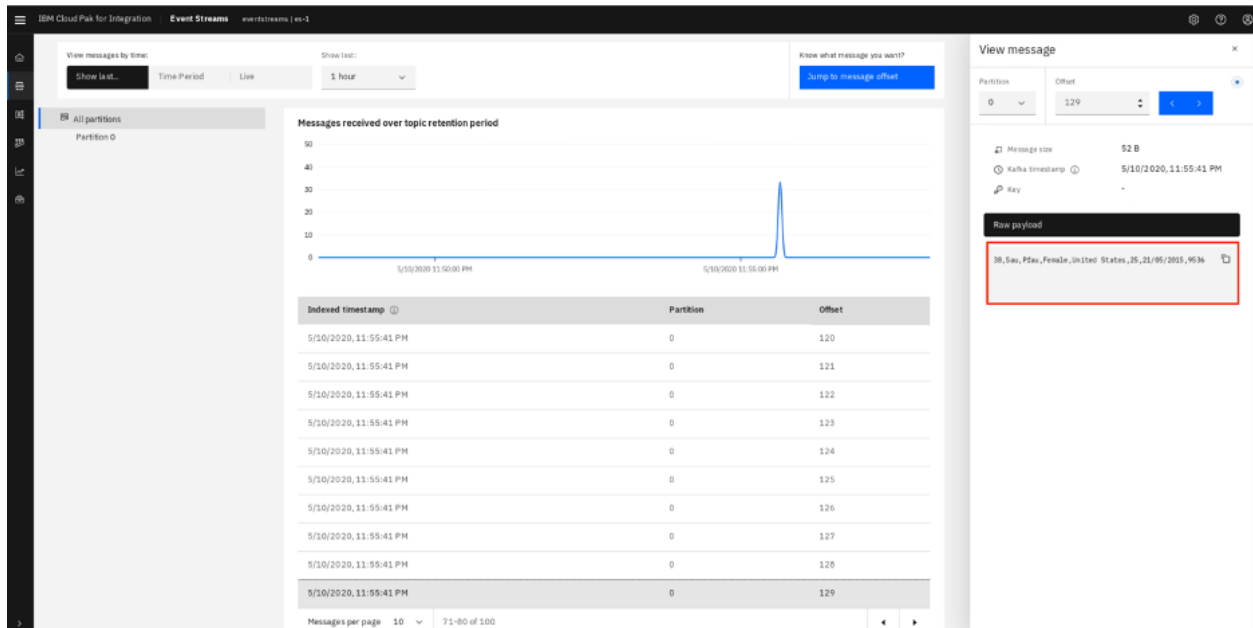 IBM Cloud Pak for Integration Event Streams eventstreams | es-1
View messages by time:
Show last...
Time Period
Live
Show last:
1 hour
Know what message you want?
Jump to message offset
All partitions
Partition 0
Messages received over topic retention period
50
40
30
20
10
0
5/10/2020 11:50:00 PM
5/10/2020 11:55:00 PM
Indexed timestamp Partition Offset
5/10/2020, 11:55:41 PM 0 120
5/10/2020, 11:55:41 PM 0 121
5/10/2020, 11:55:41 PM 0 122
5/10/2020, 11:55:41 PM 0 123
5/10/2020, 11:55:41 PM 0 124
5/10/2020, 11:55:41 PM 0 125
5/10/2020, 11:55:41 PM 0 126
5/10/2020, 11:55:41 PM 0 127
5/10/2020, 11:55:41 PM 0 128
5/10/2020, 11:55:41 PM 0 129
Messages per page 10 71-80 of 100
View message
Partition Offset
0 129
Message size 52 B
Kafka timestamp 5/10/2020, 11:55:41 PM
Key -
Raw payload
38,Sau,Pfau,Female,United States,25,21/05/2015,9536